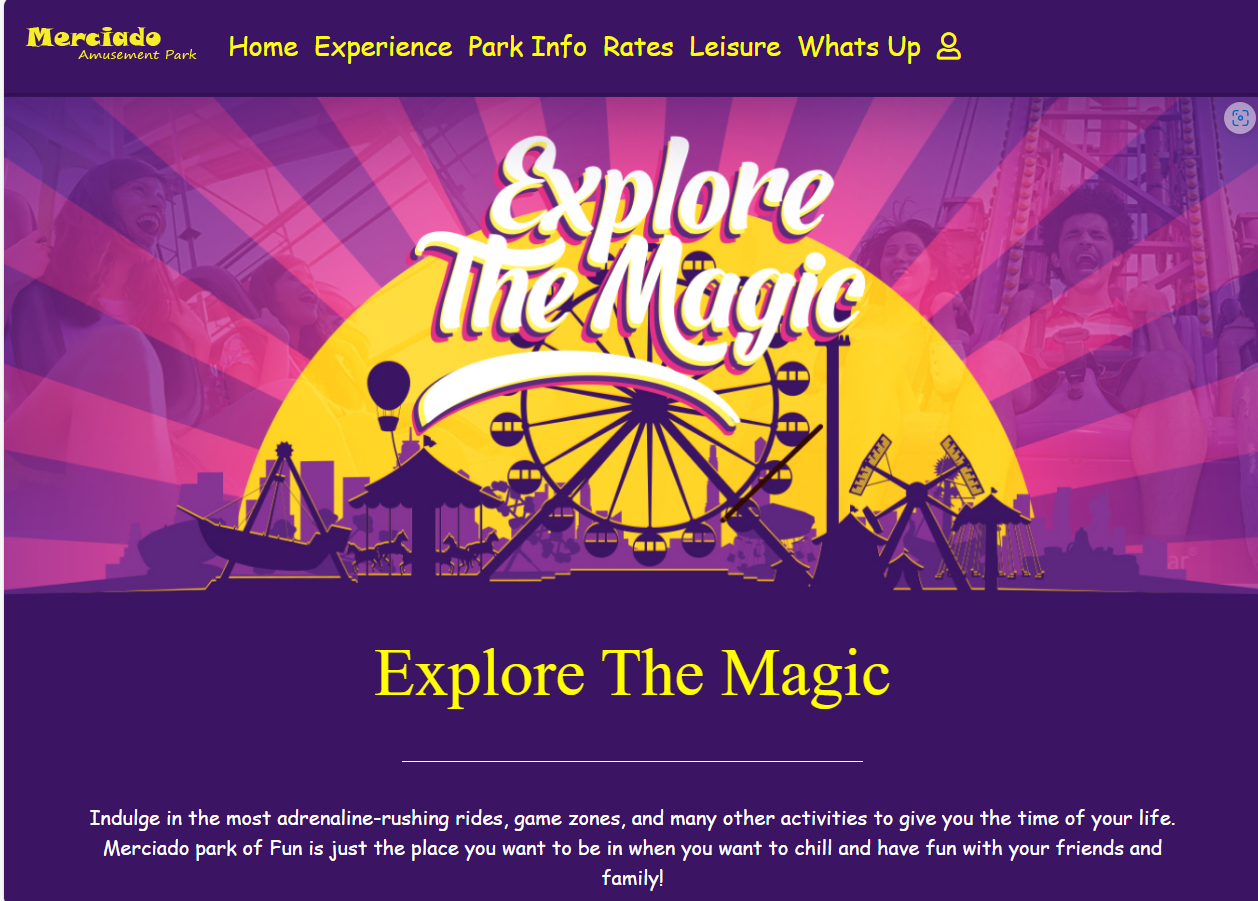 Merciado
Amusement Park
Home Experience Park Info Rates Leisure Whats Up
Explore
The Magic
ar
Explore The Magic
Indulge in the most adrenaline-rushing rides, game zones, and many other activities to give you the time of your life.
Merciado park of Fun is just the place you want to be in when you want to chill and have fun with your friends and
family!